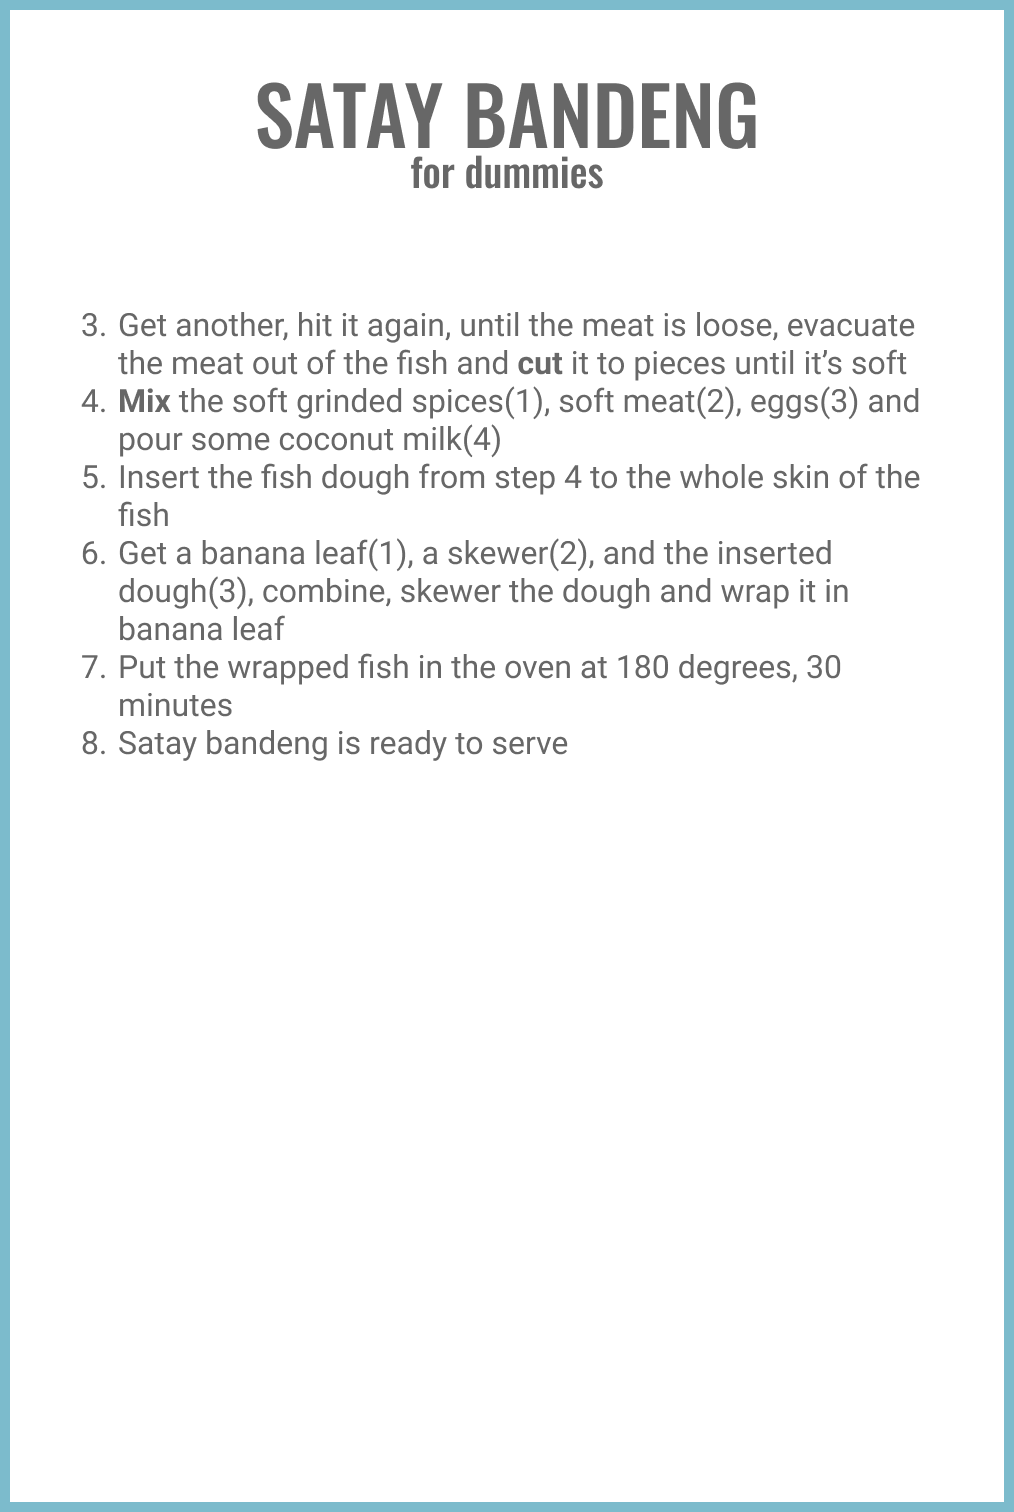 SATAY BANDENG
for dummies
3. Get another, hit it again, until the meat is loose, evacuate
the meat out of the fish and cut it to pieces until it’s soft
4. Mix the soft grinded spices(1), soft meat(2), eggs(3) and
pour some coconut milk(4)
5. Insert the fish dough from step 4 to the whole skin of the
fish
6. Get a banana leaf(1), a skewer(2), and the inserted
dough(3), combine, skewer the dough and wrap it in
banana leaf
7. Put the wrapped fish in the oven at 180 degrees, 30
minutes
8. Satay bandeng is ready to serve